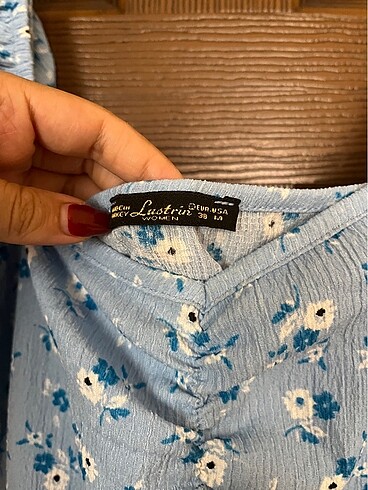 Lustrin
WOMEN
EUR. USA
38 M